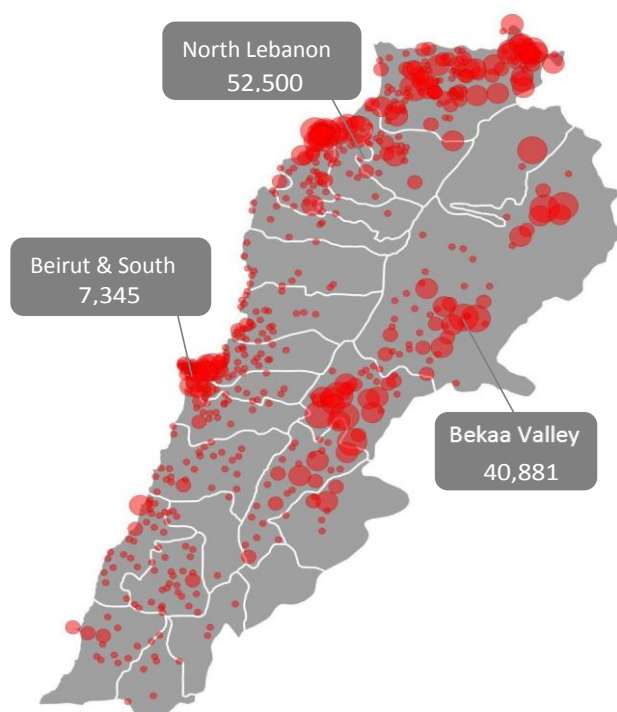 North Lebanon
52,500
Beirut & South
7,345
Bekaa Valley
40,881